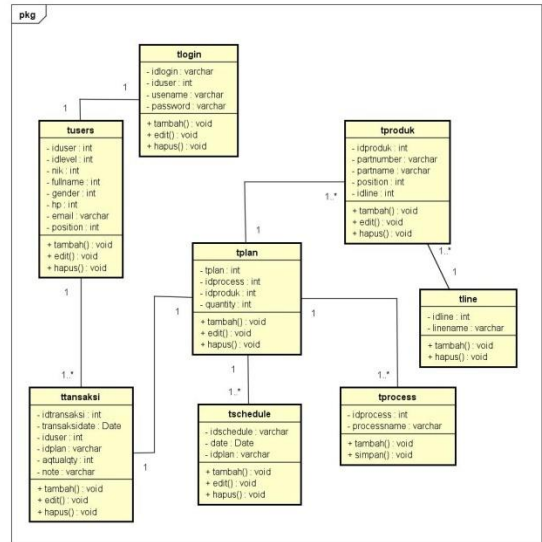 pkg
tlogin
- idlogin : varchar
- iduser : int
- usename : varchar
- password : varchar
+ tambah() : void
+ edit() : void
+ hapus() : void
1
1
tusers
- iduser : int
- idlevel : int
- nik : int
- fullname : int
- gender : int
- hp : int
- email : varchar
- position : int
+ tambah() : void
+ edit() : void
+ hapus() : void
tproduk
- idproduk : int
- partnumber : varchar
- partname : varchar
- position : int
- idline : int
+ tambah() : void
+ edit() : void
+ hapus() : void
1..*
1
1..*
1
tplan
- tplan : int
- idprocess : int
- idproduk : int
- quantity : int
+ tambah() : void
+ edit() : void
+ hapus() : void
tline
- idline : int
- linename : varchar
+ tambah() : void
+ hapus() : void
1
1
1
1
1..*
1..*
1..*
ttansaksi
- idtransaksi : int
- transaksidate : Date
- iduser : int
- idplan : varchar
- aqtualqty : int
- note : varchar
+ tambah() : void
+ edit() : void
+ hapus() : void
1
tschedule
- idschedule : varchar
- date : Date
- idplan : varchar
+ tambah() : void
+ edit() : void
+ hapus() : void
tprocess
- idprocess : int
- processname : varchar
+ tambah() : void
+ simpan() : void